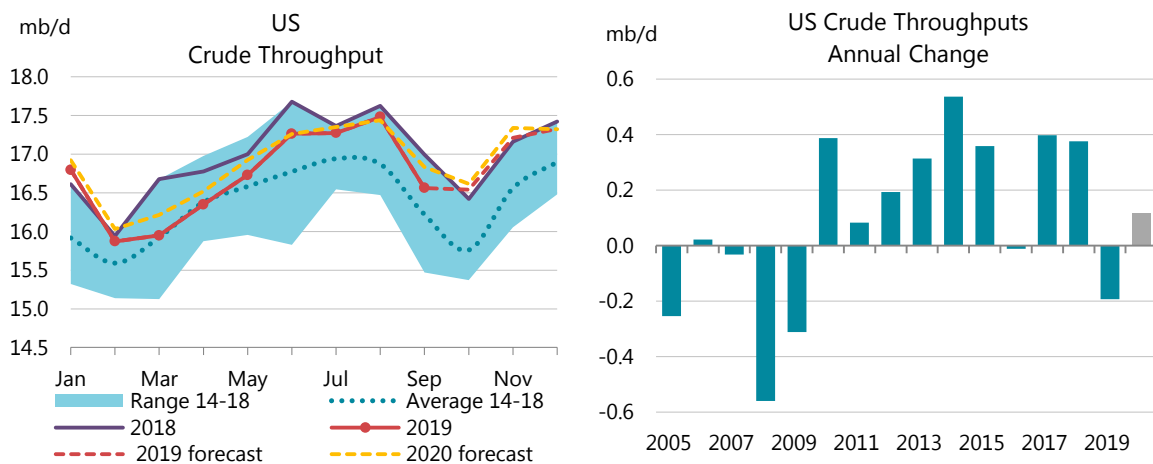 mb/d
US
Crude Throughput
18.0
17.5
17.0
16.5
16.0
15.5
15.0
14.5
Jan Mar May Jul Sep Nov
Range 14-18 Average 14-18
2018 2019
2019 forecast 2020 forecast
mb/d
US Crude Throughputs
Annual Change
0.6
0.4
0.2
0.0
-0.2
-0.4
-0.6
2005 2007 2009 2011 2013 2015 2017 2019